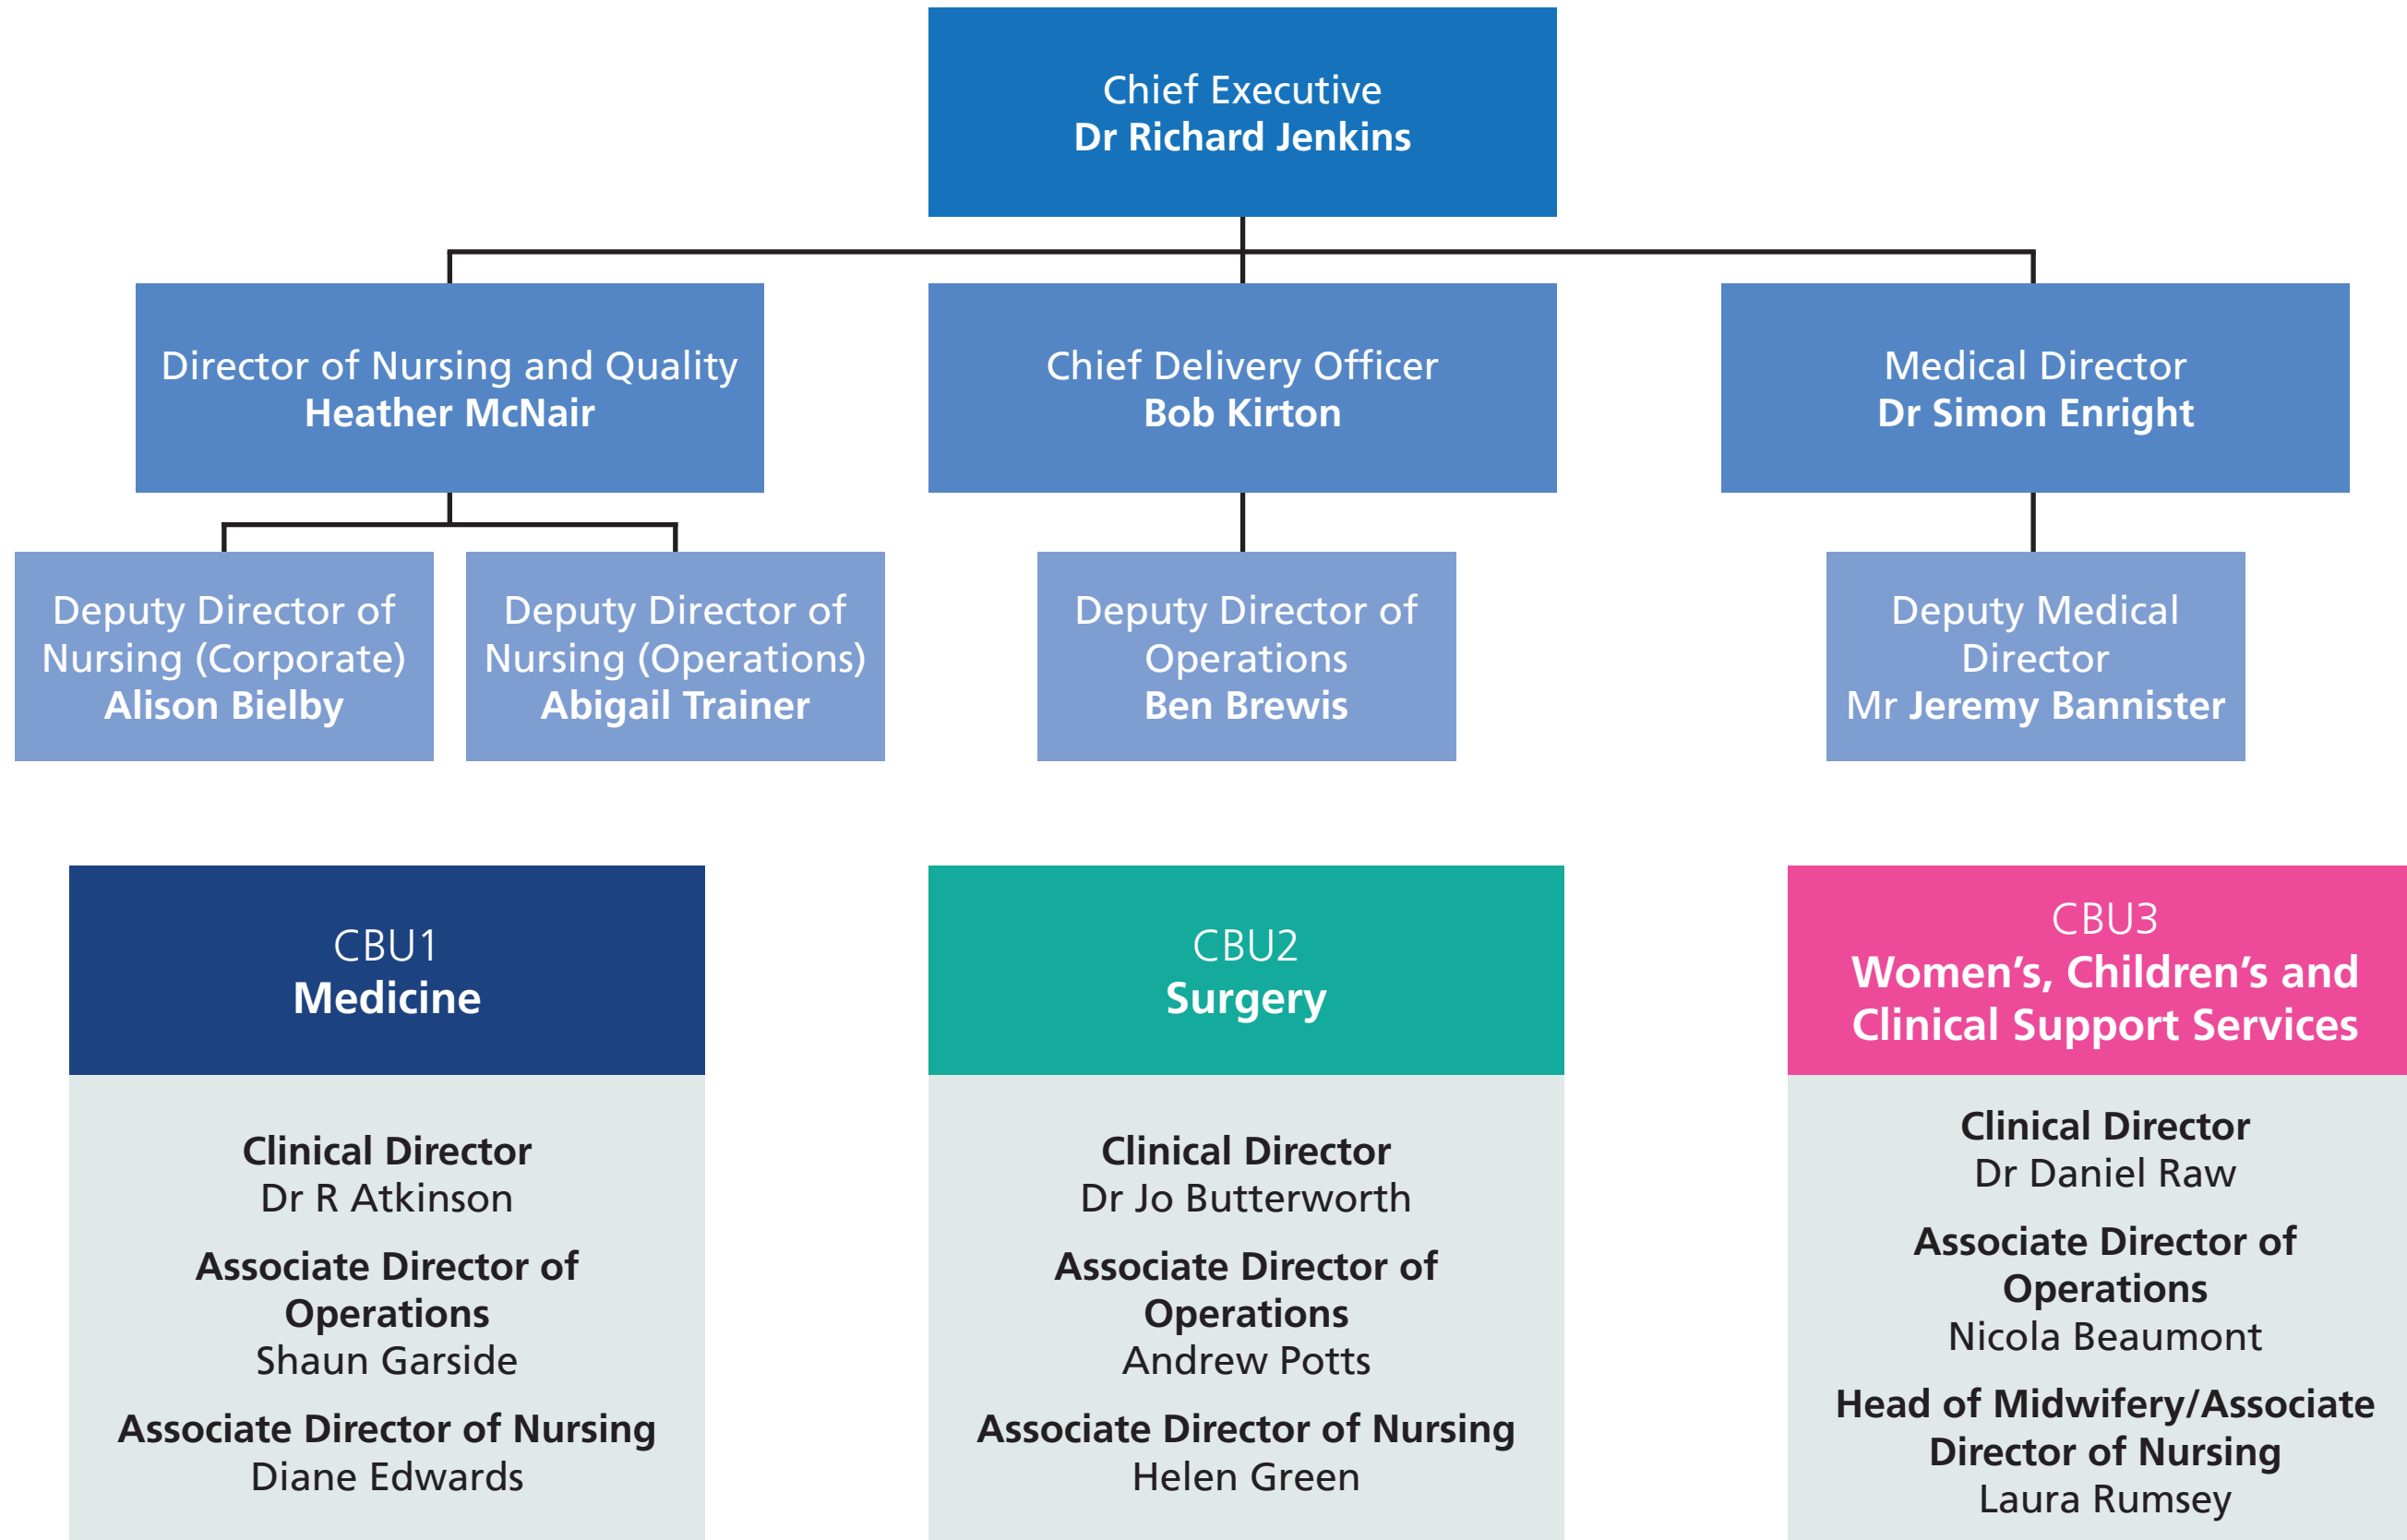 Chief Executive
Dr Richard Jenkins
Director of Nursing and Quality
Heather McNair
Chief Delivery Officer
Bob Kirton
Medical Director
Dr Simon Enright
Deputy Director of
Nursing (Corporate)
Alison Bielby
Deputy Director of
Nursing (Operations)
Abigail Trainer
Deputy Director of
Operations
Ben Brewis
Deputy Medical
Director
Mr Jeremy Bannister
CBU1
Medicine
Clinical Director
Dr R Atkinson
Associate Director of
Operations
Shaun Garside
Associate Director of Nursing
Diane Edwards
CBU2
Surgery
Clinical Director
Dr Jo Butterworth
Associate Director of
Operations
Andrew Potts
Associate Director of Nursing
Helen Green
CBU3
Women’s, Children’s and
Clinical Support Services
Clinical Director
Dr Daniel Raw
Associate Director of
Operations
Nicola Beaumont
Head of Midwifery/Associate
Director of Nursing
Laura Rumsey